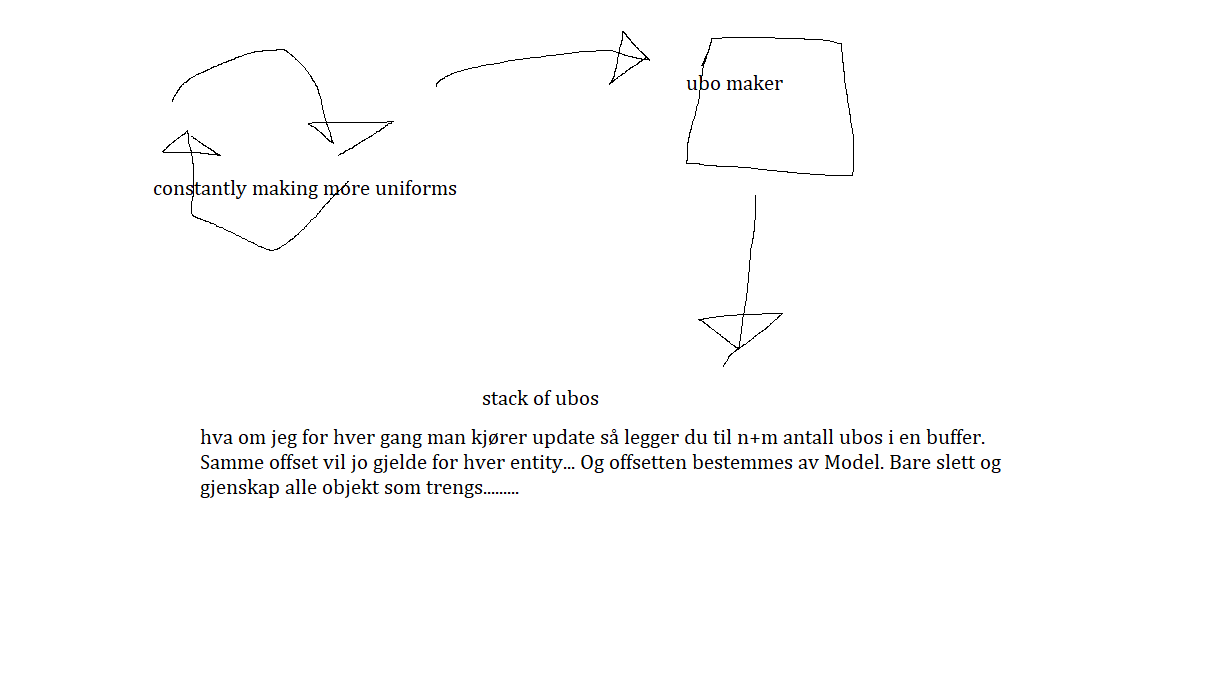 ubo maker
constantly making more uniforms
stack of ubos
hva om jeg for hver gang man kjører update så legger du til n+m antall ubos i en buffer.
Samme offset vil jo gjelde for hver entity... Og offsetten bestemmes av Model. Bare slett og
gjenskap alle objekt som trengs.........